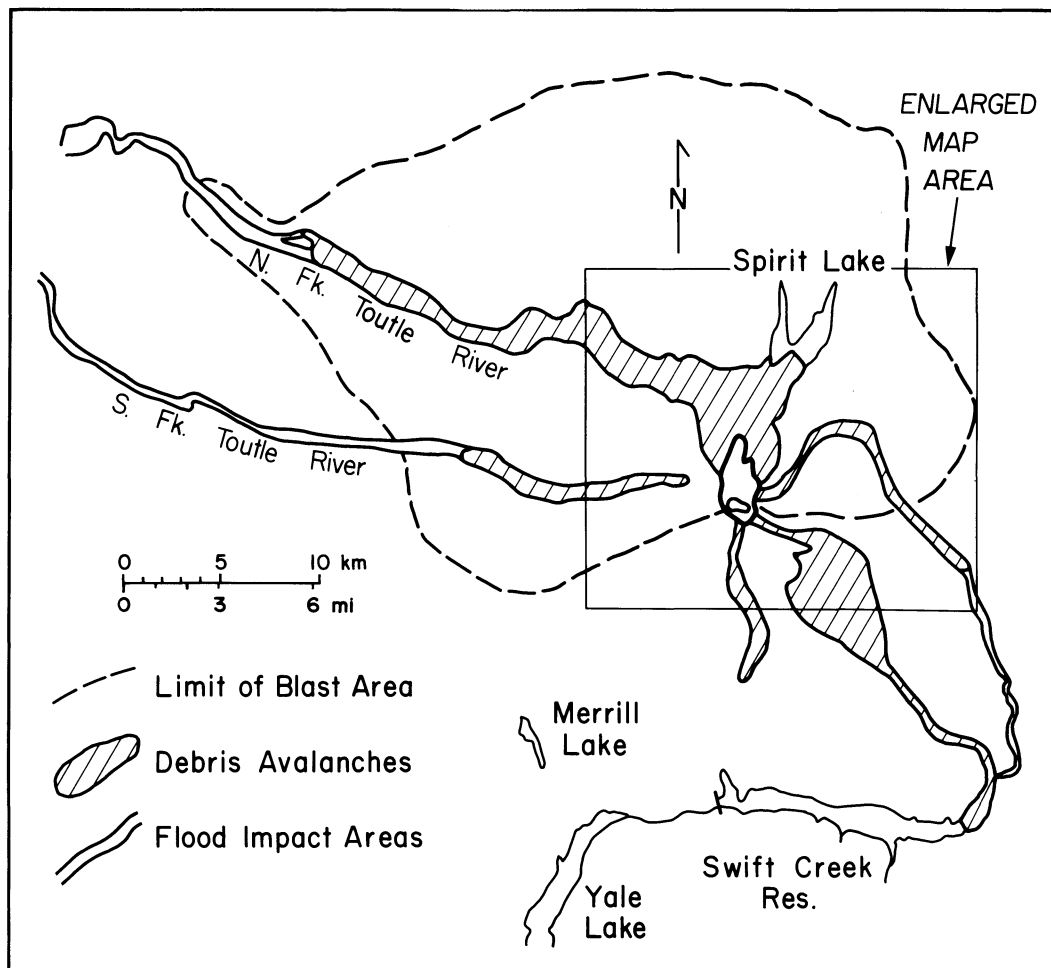 ENLARGED
MAP
AREA
N
Spirit Lake
N. Fk. Toutle River
S. Fk. Toutle River
0 5 10 km
0 3 6 mi
Limit of Blast Area
Debris Avalanches
Flood Impact Areas
Merrill
Lake
Swift Creek
Res.
Yale
Lake